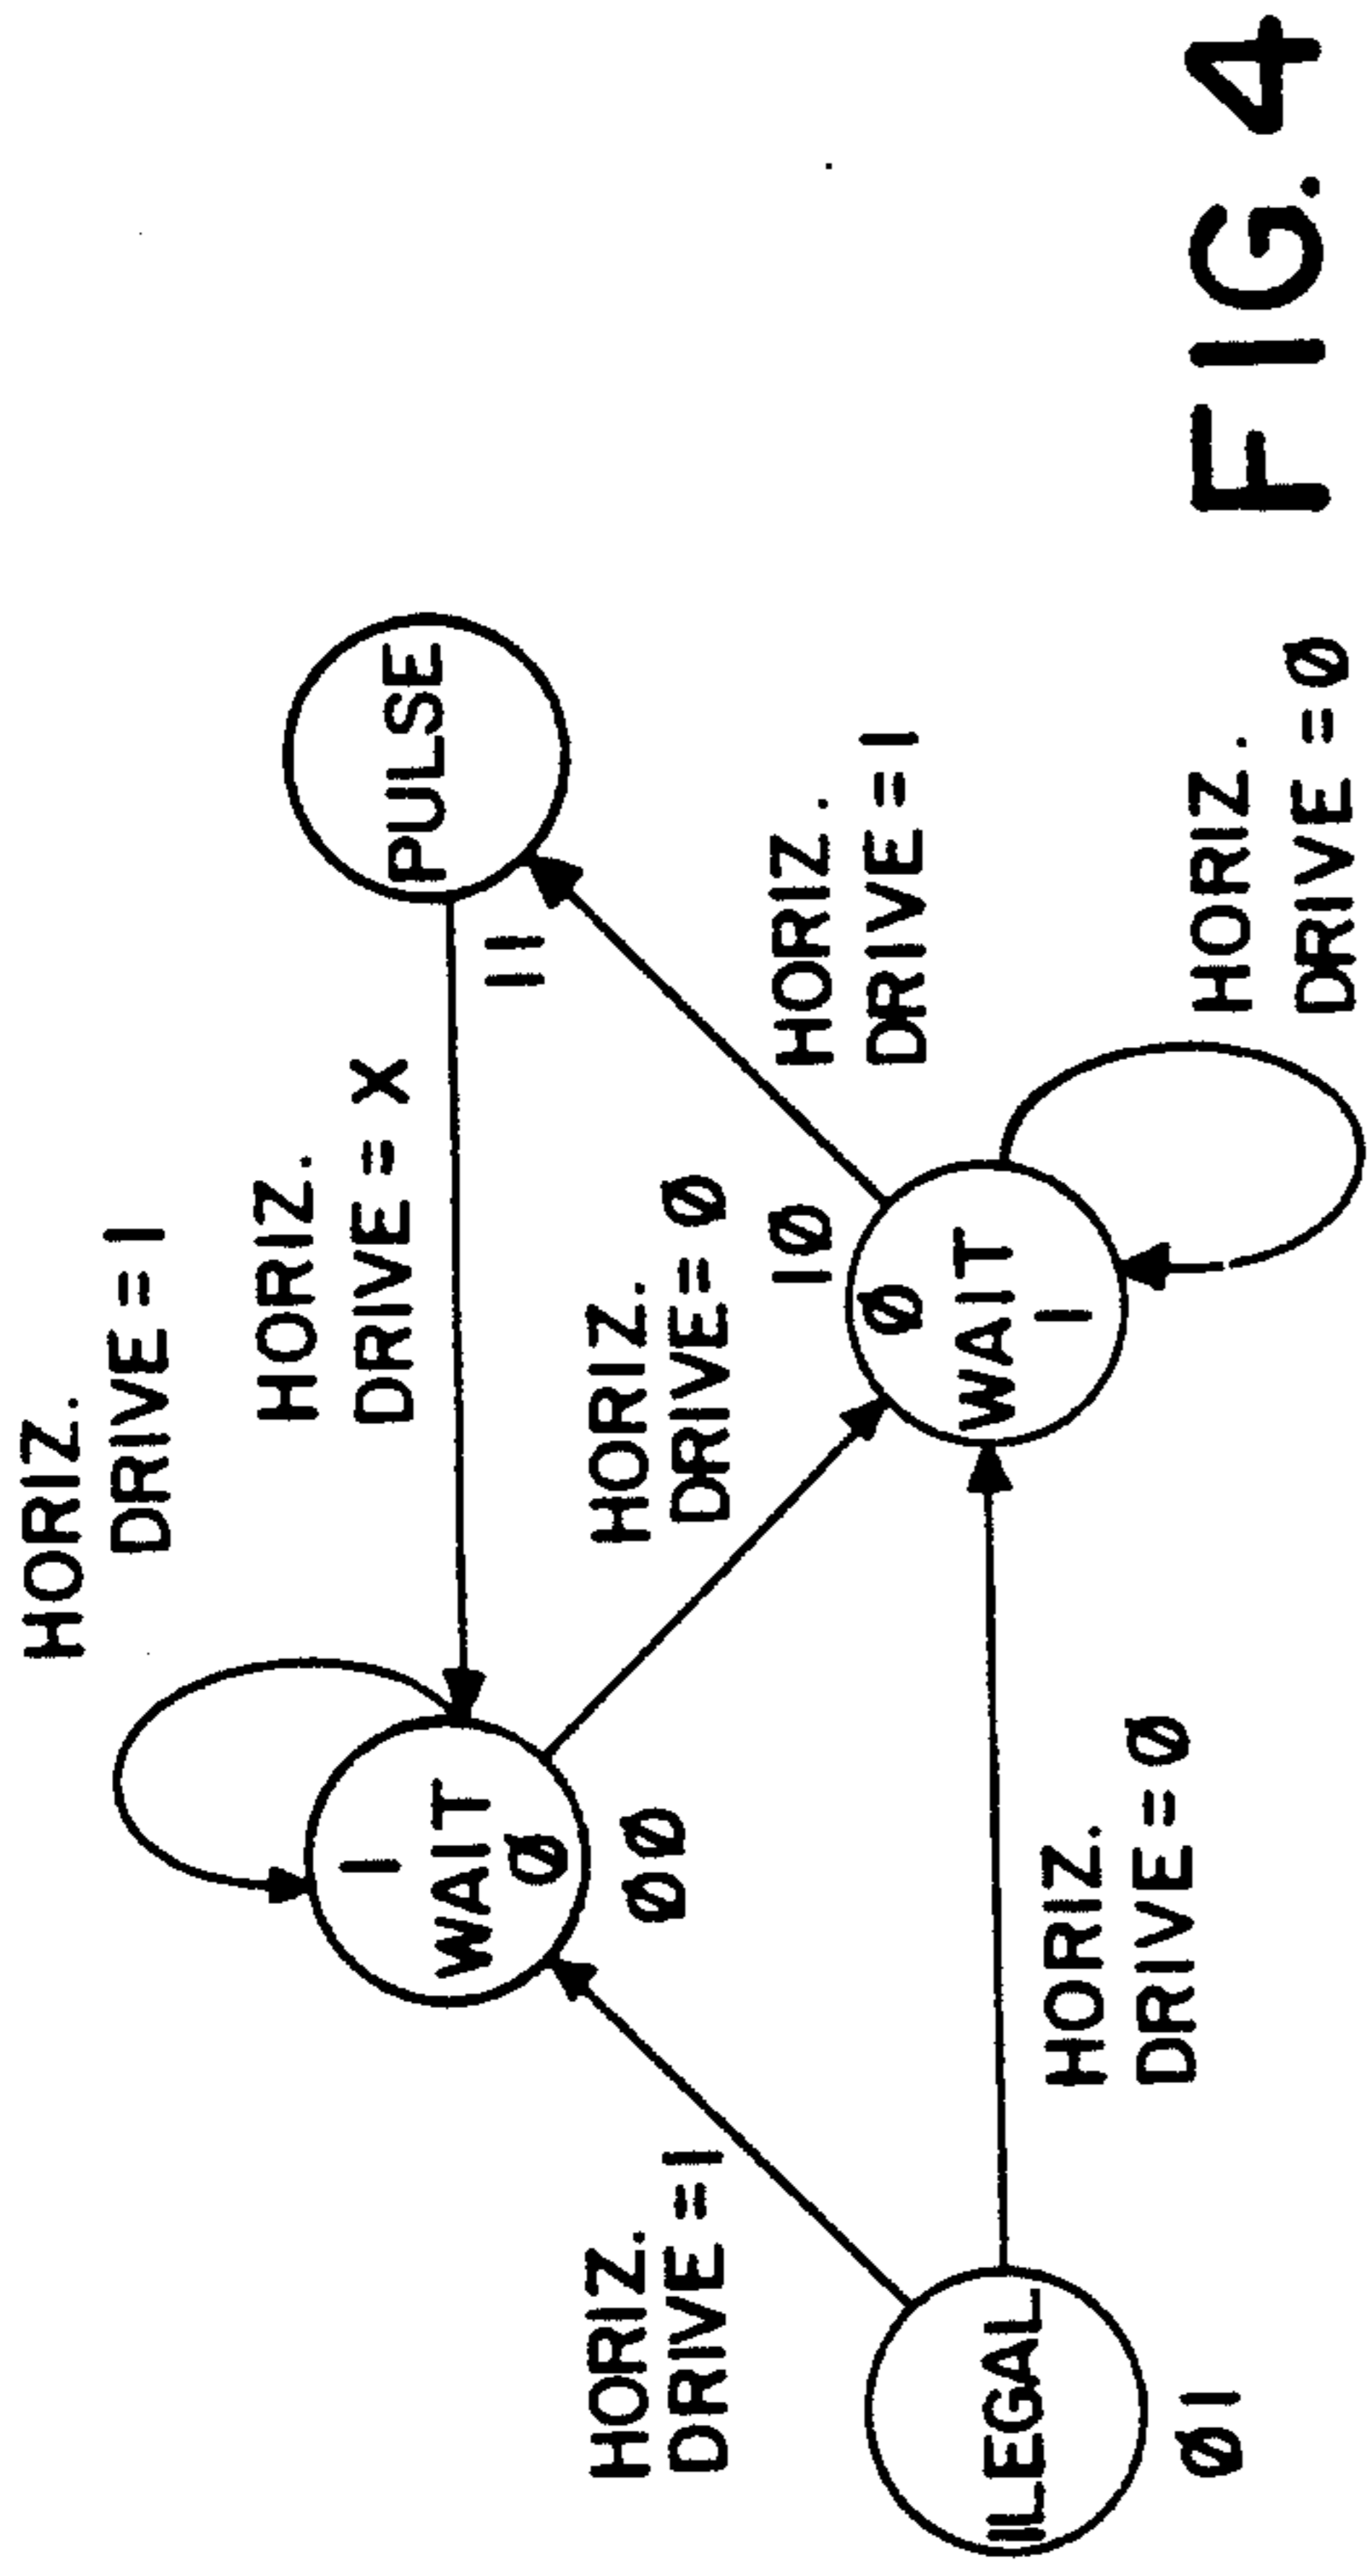 HORIZ.
DRIVE = 1
HORIZ.
DRIVE = X
1
WAIT
Ø
ØØ
PULSE
11
HORIZ.
DRIVE = 1
HORIZ.
DRIVE = Ø
1Ø
HORIZ.
DRIVE = 1
Ø
WAIT
1
ILEGAL
Ø1
HORIZ.
DRIVE = Ø
HORIZ.
DRIVE = Ø
FIG. 4